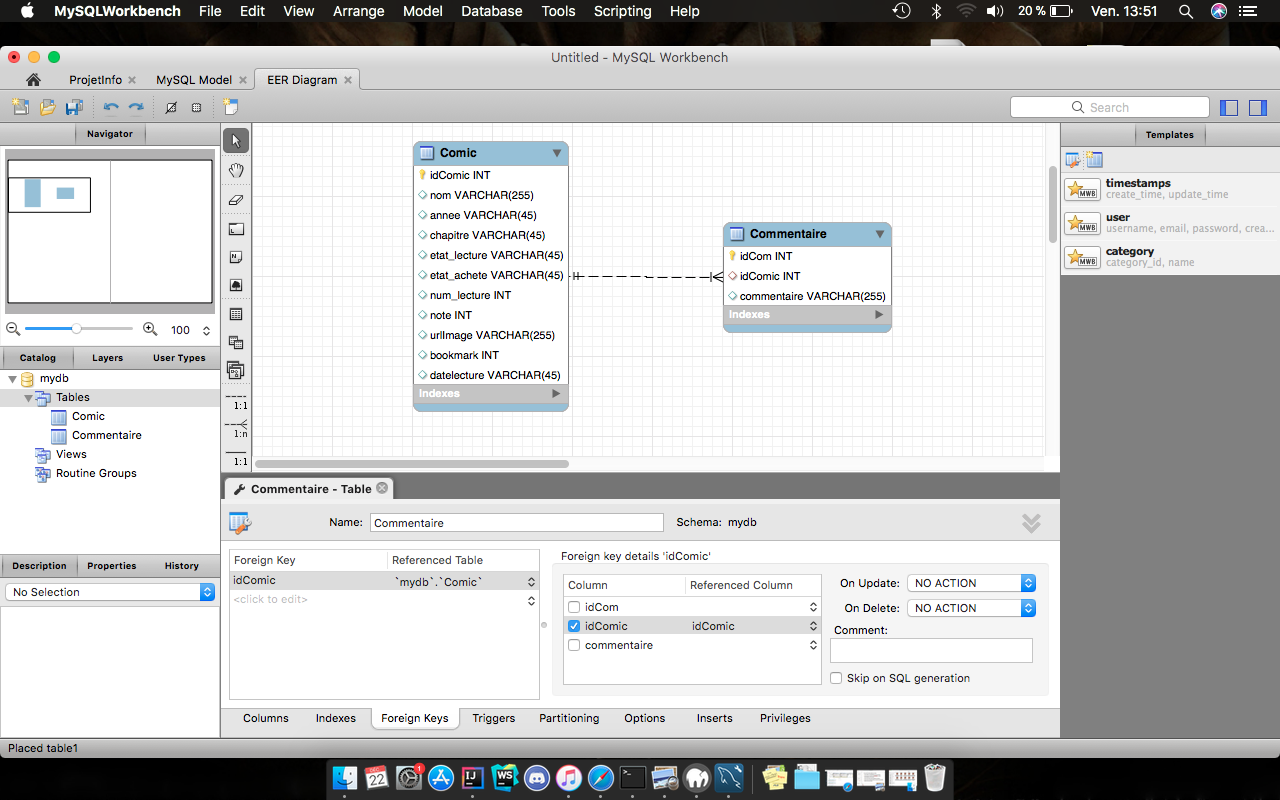 MySQLWorkbench File Edit View Arrange Model Database Tools Scripting Help 20 % Ven. 13:51
Untitled - MySQL Workbench
ProjetInfo MySQL Model EER Diagram
Search
Navigator
100
Catalog Layers User Types
mydb
Tables
Comic
Commentaire
Views
Routine Groups
Description Properties History
No Selection
1:1
1:n
1:1
Comic
idComic INT
nom VARCHAR(255)
annee VARCHAR(45)
chapitre VARCHAR(45)
etat_lecture VARCHAR(45)
etat_achete VARCHAR(45)
num_lecture INT
note INT
urlImage VARCHAR(255)
bookmark INT
datelecture VARCHAR(45)
Indexes
Commentaire
idCom INT
idComic INT
commentaire VARCHAR(255)
Indexes
Templates
timestamps
create_time, update_time
user
username, email, password, crea...
category
category_id, name
MWB
MWB
MWB
Commentaire - Table
Name: Commentaire Schema: mydb
Foreign Key Referenced Table
idComic `mydb`.`Comic`
<click to edit>
Foreign key details 'idComic'
Column Referenced Column
idCom
idComic idComic
commentaire
On Update: NO ACTION
On Delete: NO ACTION
Comment:
Skip on SQL generation
Columns Indexes Foreign Keys Triggers Partitioning Options Inserts Privileges
Placed table1
22
1
IJ
WS